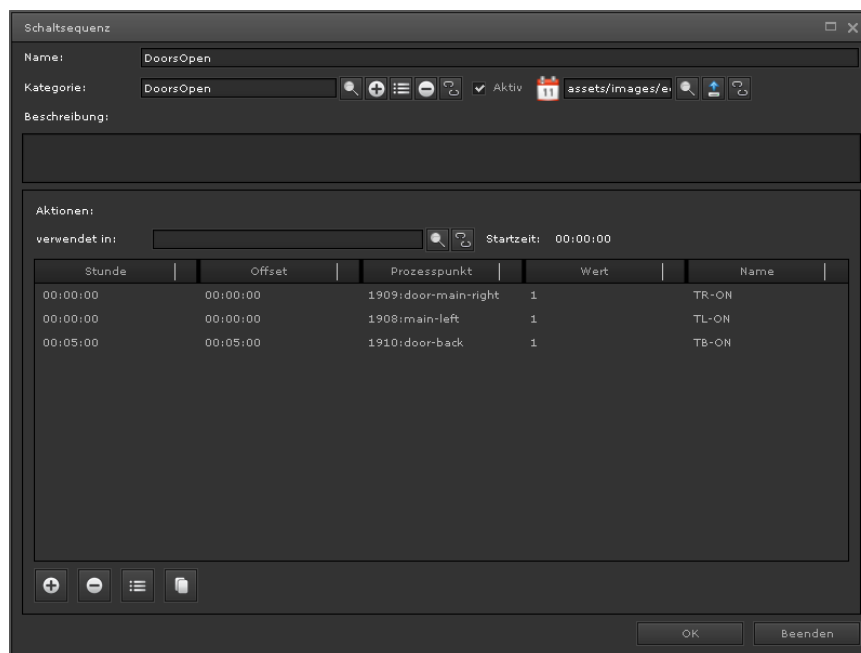 Schaltsequenz
Name: DoorsOpen
Kategorie: DoorsOpen Aktiv 11 assets/images/e
Beschreibung:
Aktionen:
verwendet in: Startzeit: 00:00:00
Stunde Offset Prozesspunkt Wert Name
00:00:00 00:00:00 1909:door-main-right 1 TR-ON
00:00:00 00:00:00 1908:main-left 1 TL-ON
00:05:00 00:05:00 1910:door-back 1 TB-ON
OK Beenden